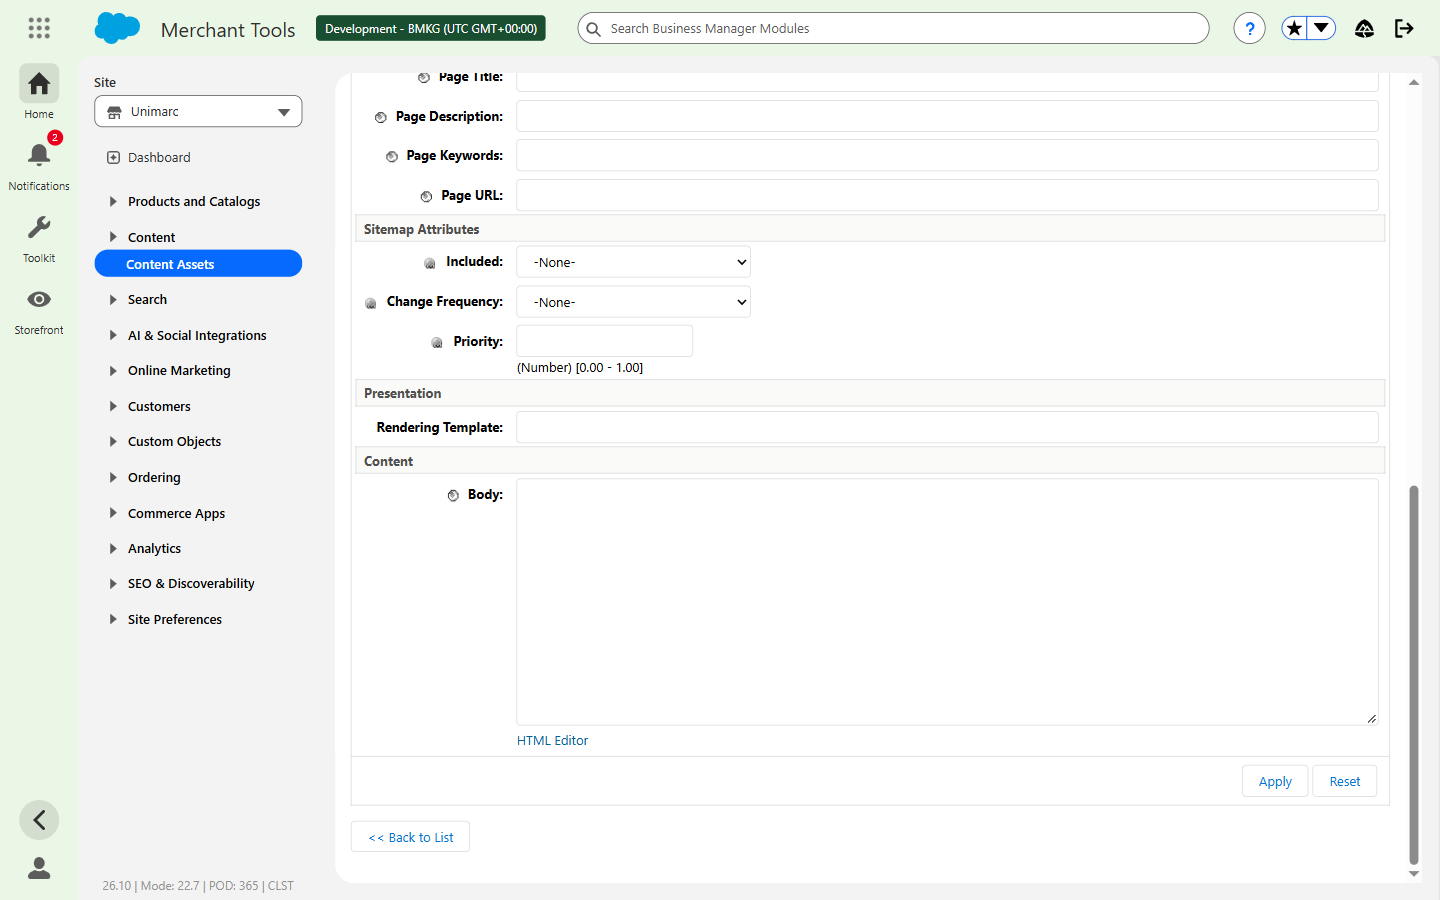 Merchant Tools
Development - BMKG (UTC GMT+00:00)
Search Business Manager Modules
?
Home
2
Notifications
Toolkit
Storefront
Site
Unimarc
Dashboard
Products and Catalogs
Content
Content Assets
Search
AI & Social Integrations
Online Marketing
Customers
Custom Objects
Ordering
Commerce Apps
Analytics
SEO & Discoverability
Site Preferences
26.10 | Mode: 22.7 | POD: 365 | CLST
Page Title:
Page Description:
Page Keywords:
Page URL:
Sitemap Attributes
Included: -None-
Change Frequency: -None-
Priority:
(Number) [0.00 - 1.00]
Presentation
Rendering Template:
Content
Body:
HTML Editor
Apply Reset
<< Back to List